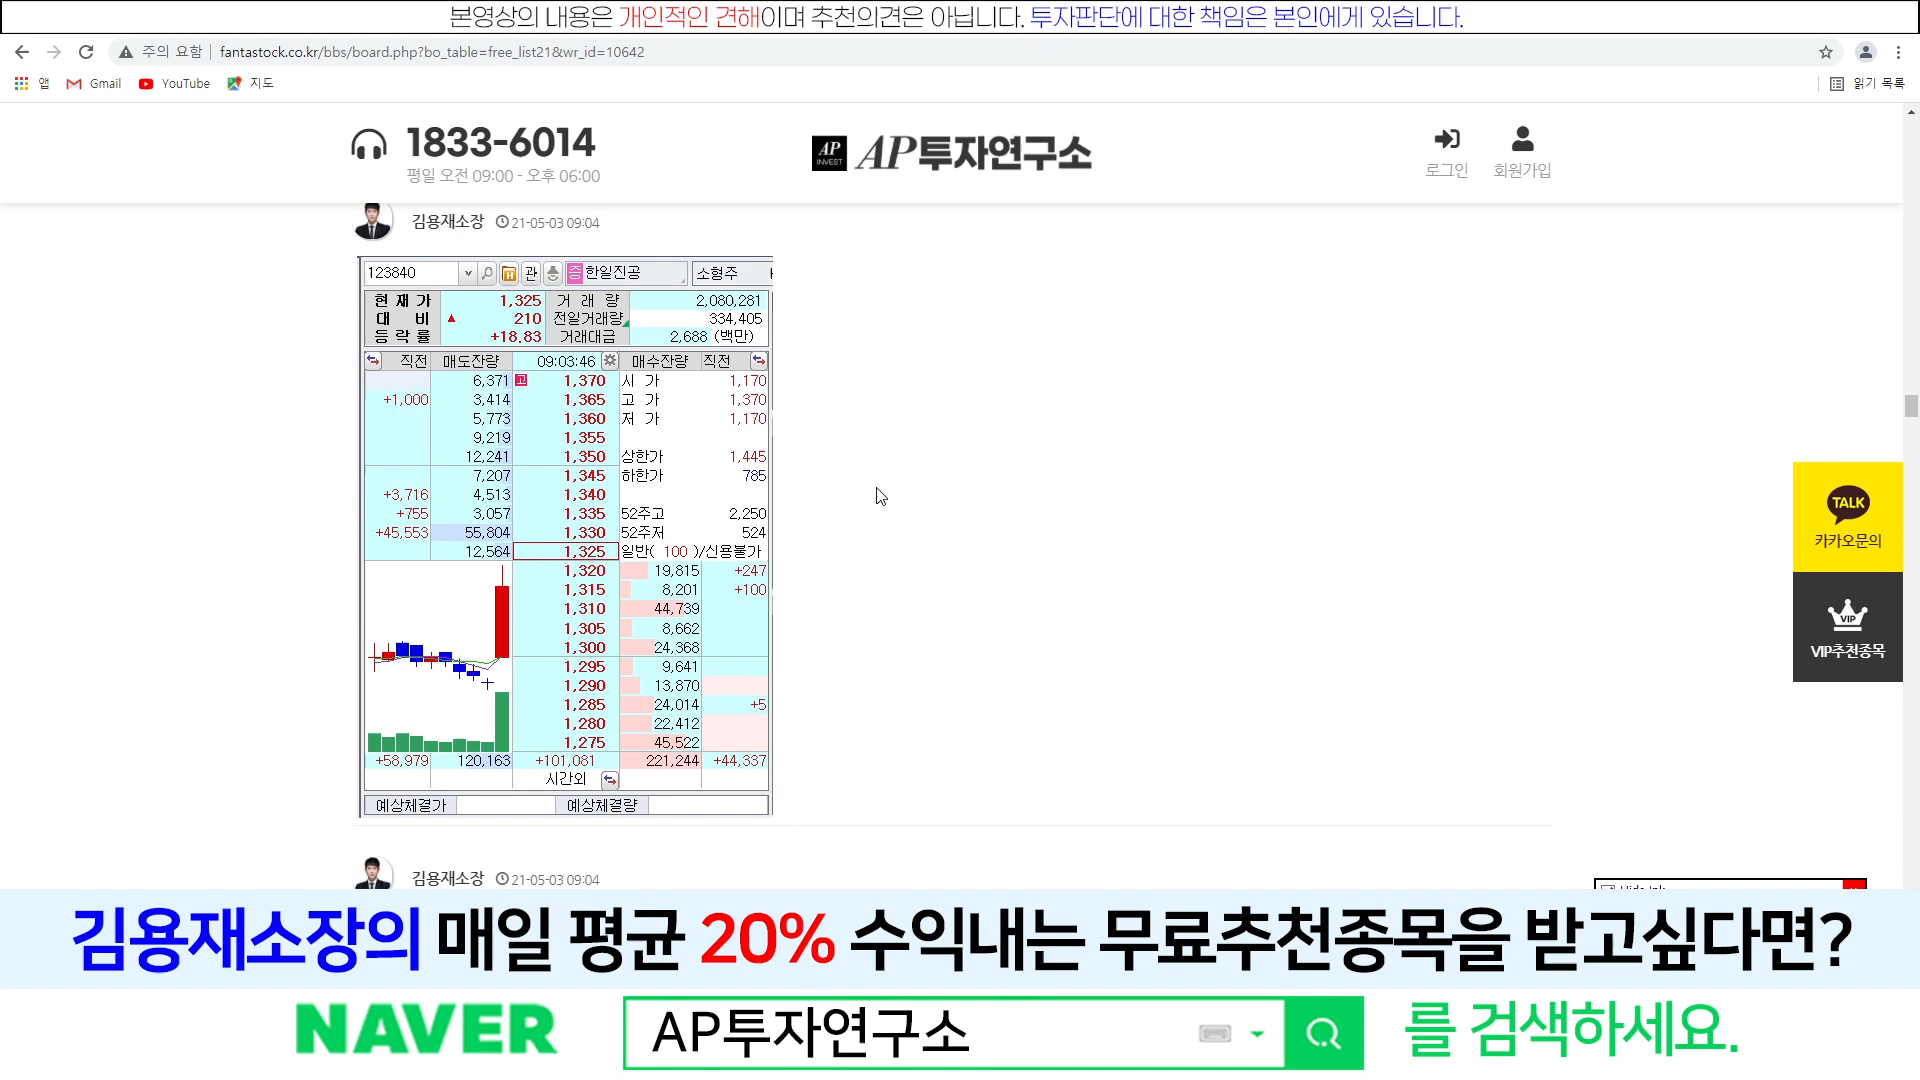 본영상의 내용은 개인적인 견해이며 추천의견은 아닙니다. 투자판단에 대한 책임은 본인에게 있습니다.
주의 요함 fantastock.co.kr/bbs/board.php?bo_table=free_list21&wr_id=10642
앱 Gmail YouTube 지도 읽기 목록
1833-6014
평일 오전 09:00 - 오후 06:00
AP INVEST AP투자연구소
로그인 회원가입
김용재소장 21-05-03 09:04
123840 관 증 한일진공 소형주
현재가 1,325 거래량 2,080,281
대비 ▲ 210 전일거래량 334,405
등락률 +18.83 거래대금 2,688 (백만)
직전 매도잔량 09:03:46 매수잔량 직전
6,371 고 1,370 시가 1,170
+1,000 3,414 1,365 고가 1,370
5,773 1,360 저가 1,170
9,219 1,355
12,241 1,350 상한가 1,445
7,207 1,345 하한가 785
+3,716 4,513 1,340
+755 3,057 1,335 52주고 2,250
+45,553 55,804 1,330 52주저 524
12,564 1,325 일반( 100 )/신용불가
1,320 19,815 +247
1,315 8,201 +100
1,310 44,739
1,305 8,662
1,300 24,368
1,295 9,641
1,290 13,870
1,285 24,014 +5
1,280 22,412
1,275 45,522
+58,979 120,163 +101,081 221,244 +44,337
시간외
예상체결가 예상체결량
TALK
카카오문의
VIP
VIP추천종목
김용재소장 21-05-03 09:04
김용재소장의 매일 평균 20% 수익내는 무료추천종목을 받고싶다면?
NAVER AP투자연구소 를 검색하세요.